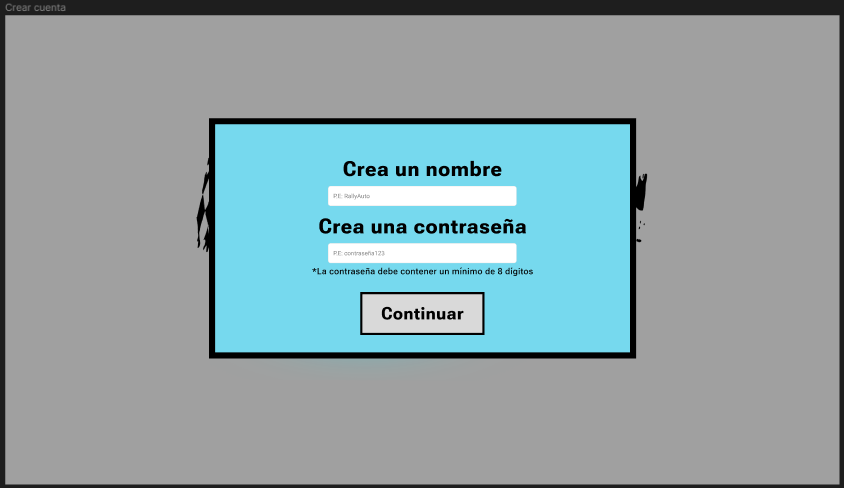 Crear cuenta
Crea un nombre
P.E. RallyAuto
Crea una contraseña
P.E. contraseña123
*La contraseña debe contener un mínimo de 8 dígitos
Continuar